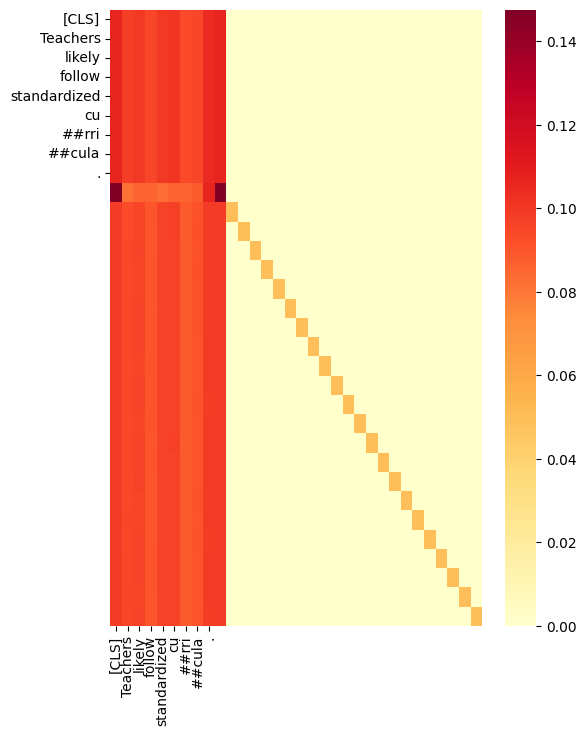 [CLS]
Teachers
likely
follow
standardized
cu
##rri
##cula
.
[CLS]
Teachers
likely
follow
standardized
cu
##rri
##cula
.
0.14
0.12
0.10
0.08
0.06
0.04
0.02
0.00